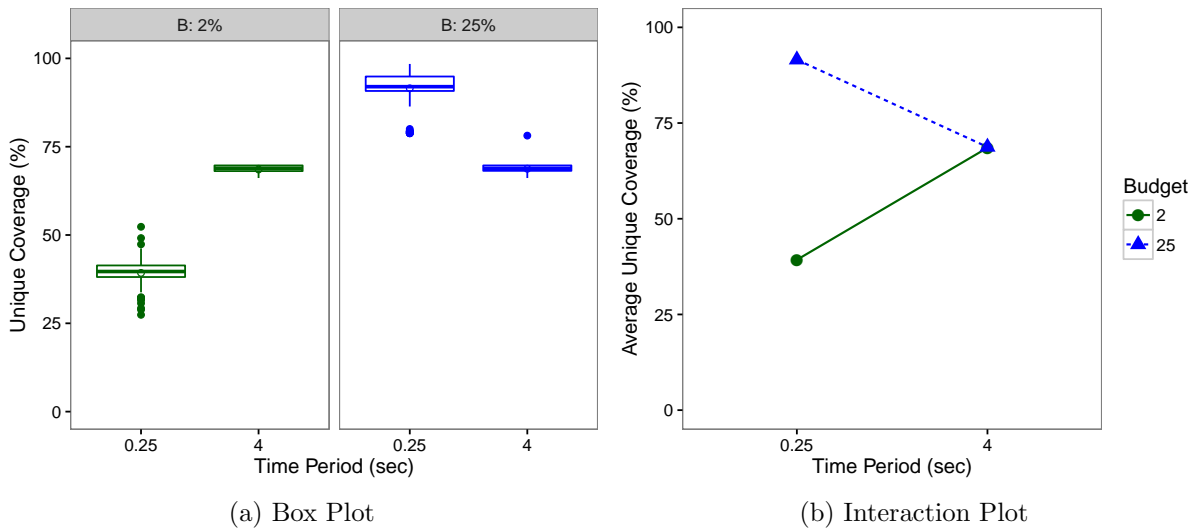 B: 2%
B: 25%
100
75
50
25
0
Unique Coverage (%)
0.25
4
0.25
4
Time Period (sec)
(a) Box Plot
100
75
50
25
0
Average Unique Coverage (%)
0.25
4
Time Period (sec)
Budget
2
25
(b) Interaction Plot